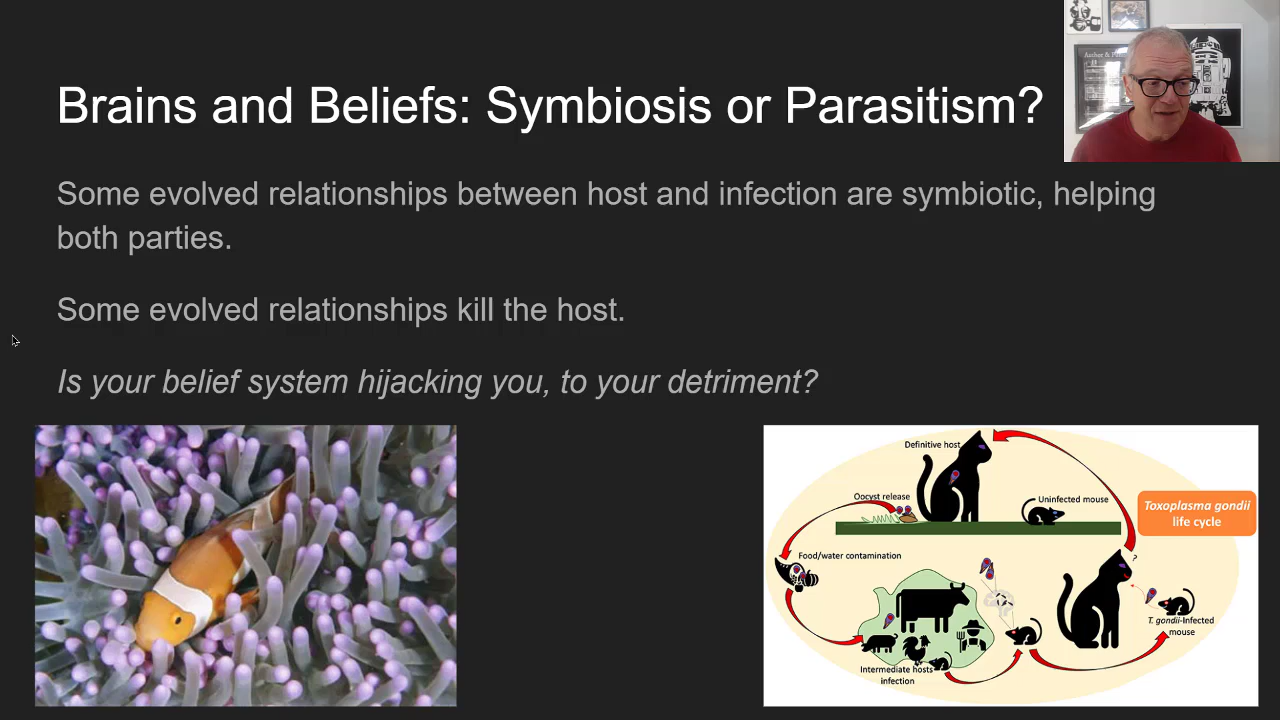 Brains and Beliefs: Symbiosis or Parasitism?
Some evolved relationships between host and infection are symbiotic, helping
both parties.
Some evolved relationships kill the host.
Is your belief system hijacking you, to your detriment?
Definitive host
Oocyst release
Uninfected mouse
Toxoplasma gondii
life cycle
Food/water contamination
?
T. gondii-Infected
mouse
Intermediate hosts
infection